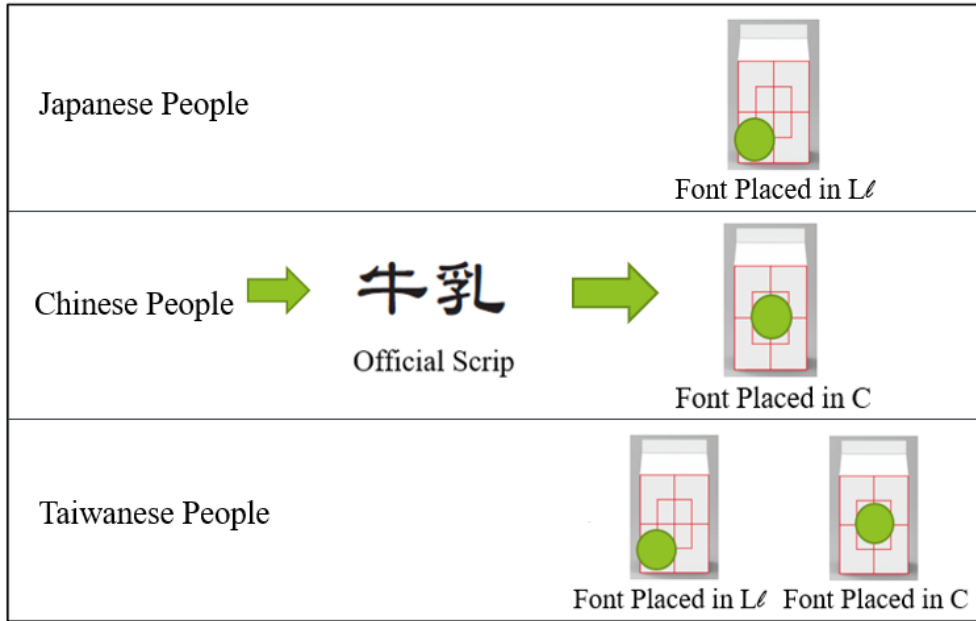 Japanese People
Font Placed in Lℓ
Chinese People
牛乳
Official Scrip
Font Placed in C
Taiwanese People
Font Placed in Lℓ
Font Placed in C